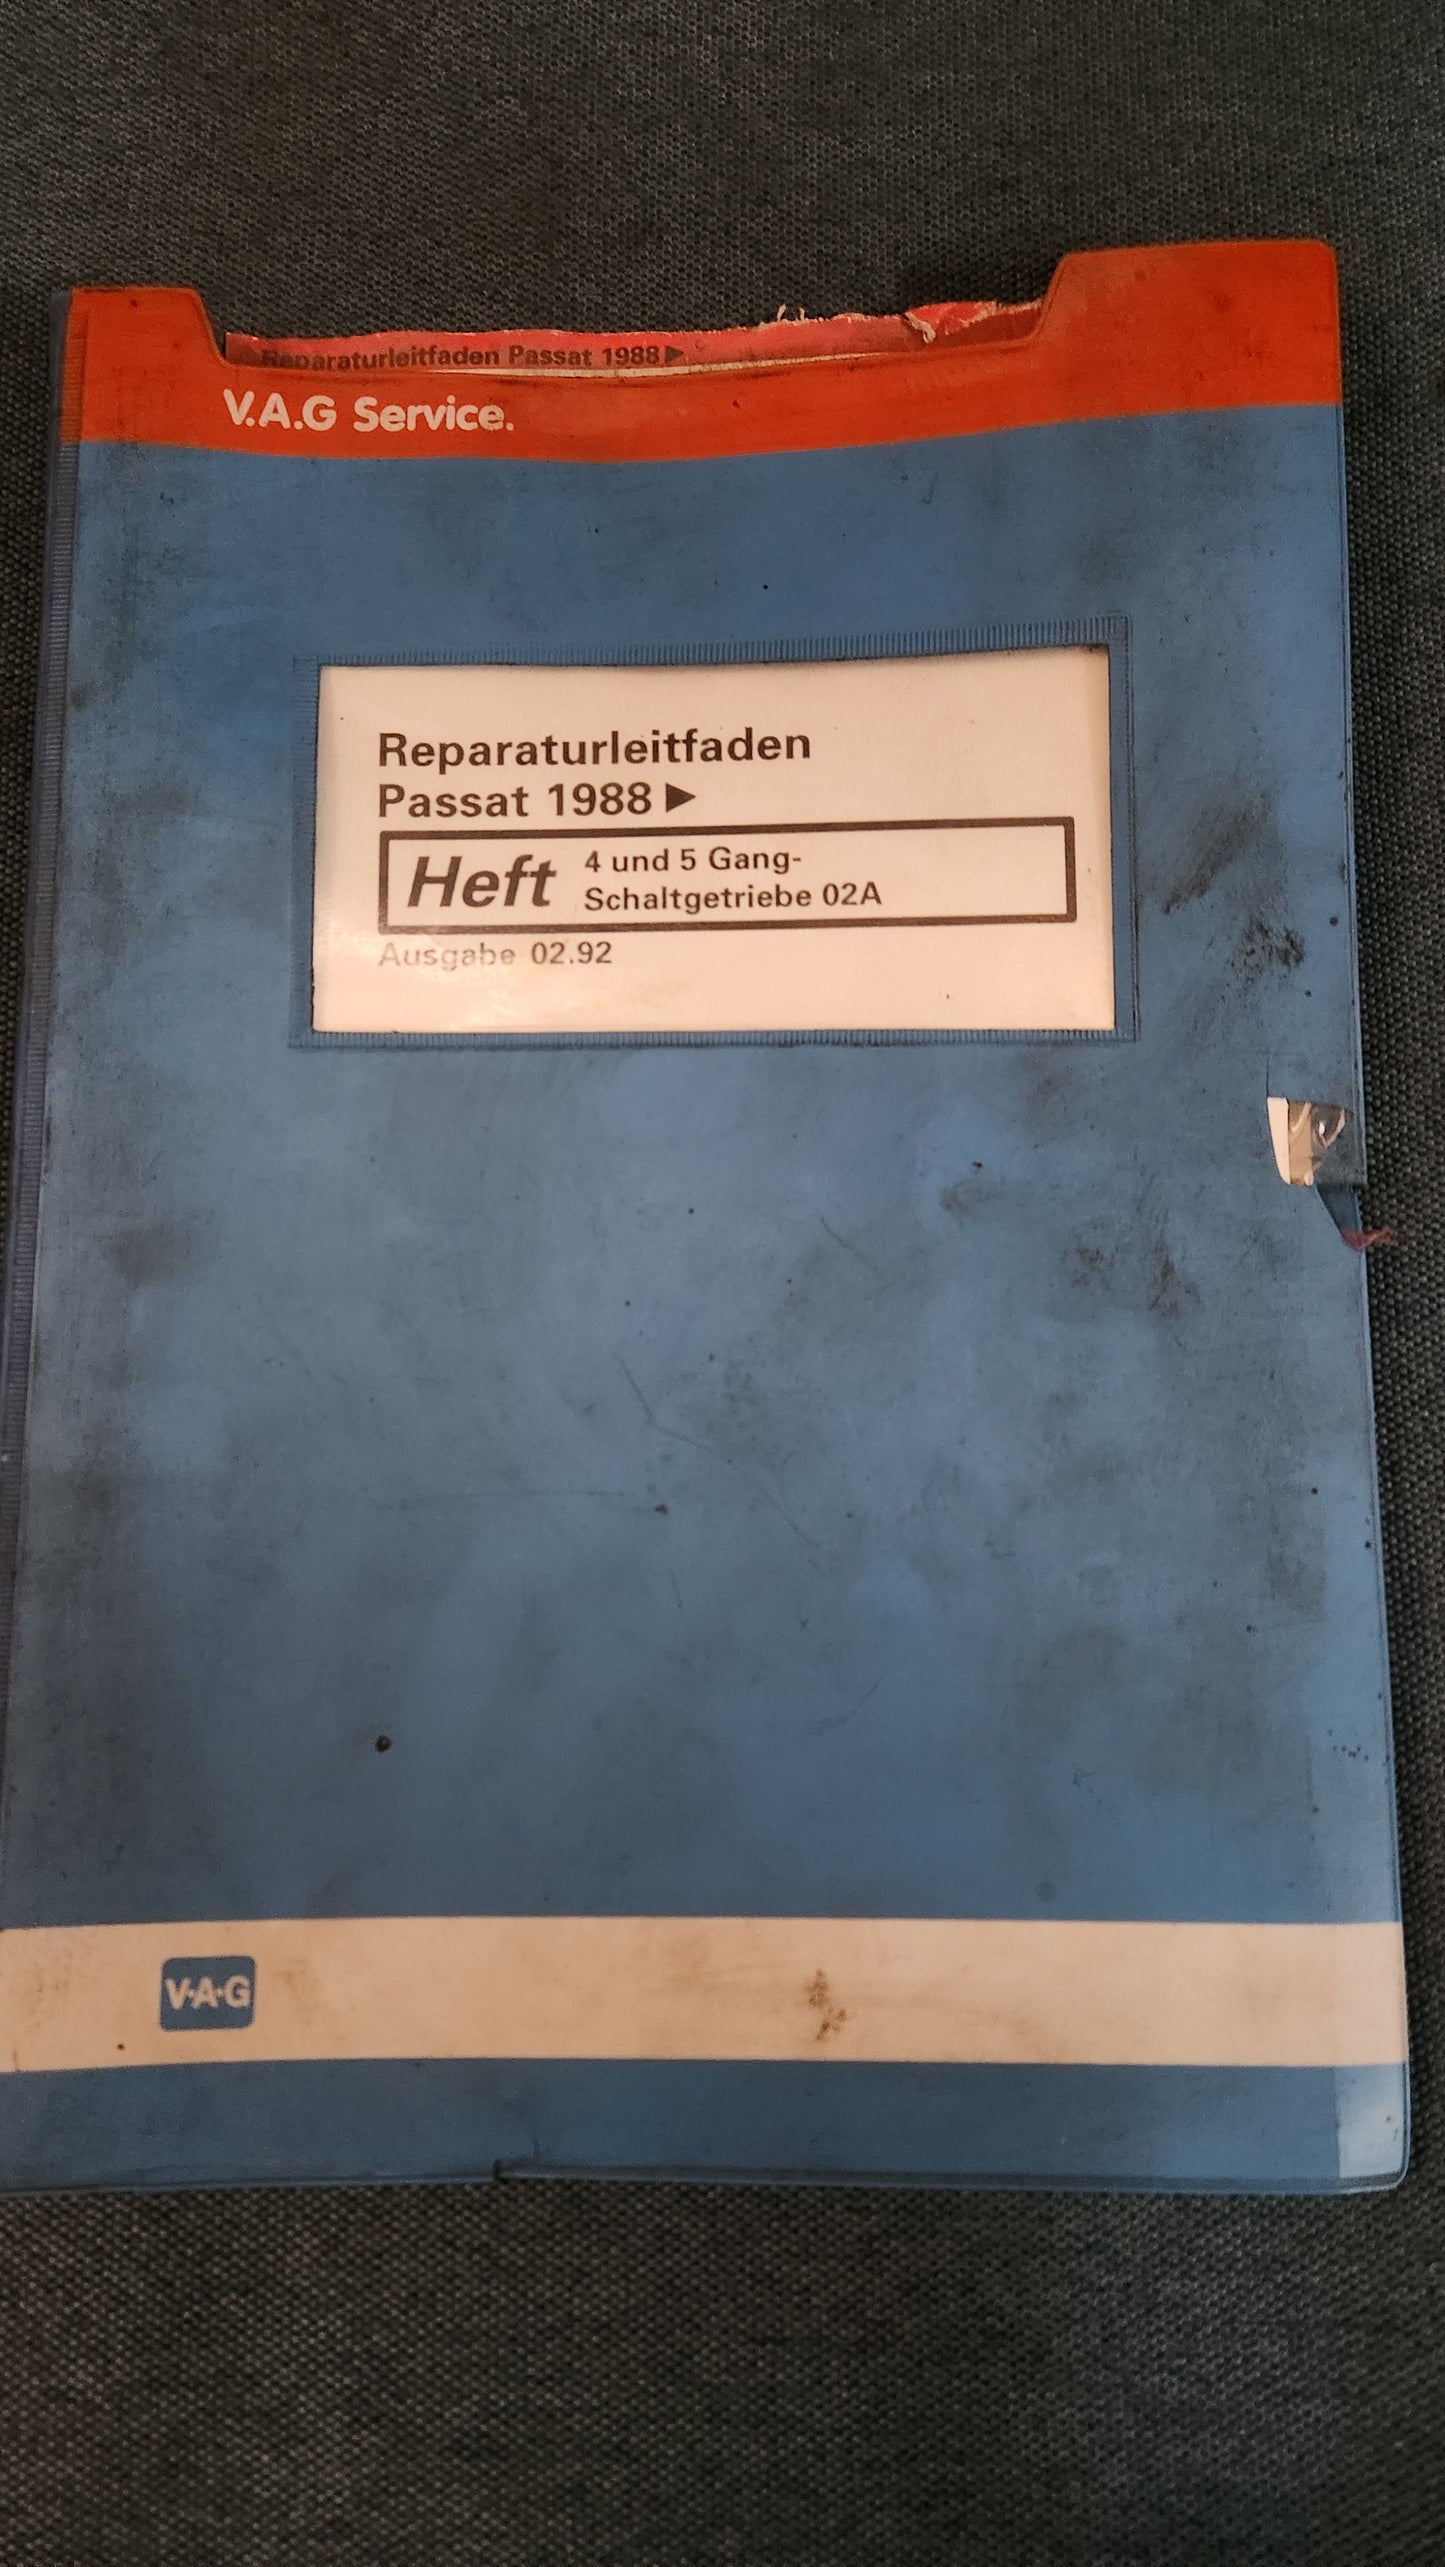 Reparaturleitfaden Passat 1988 ▶
V.A.G Service.
Reparaturleitfaden
Passat 1988 ▶
Heft 4 und 5 Gang-
Schaltgetriebe 02A
Ausgabe 02.92
V·A·G